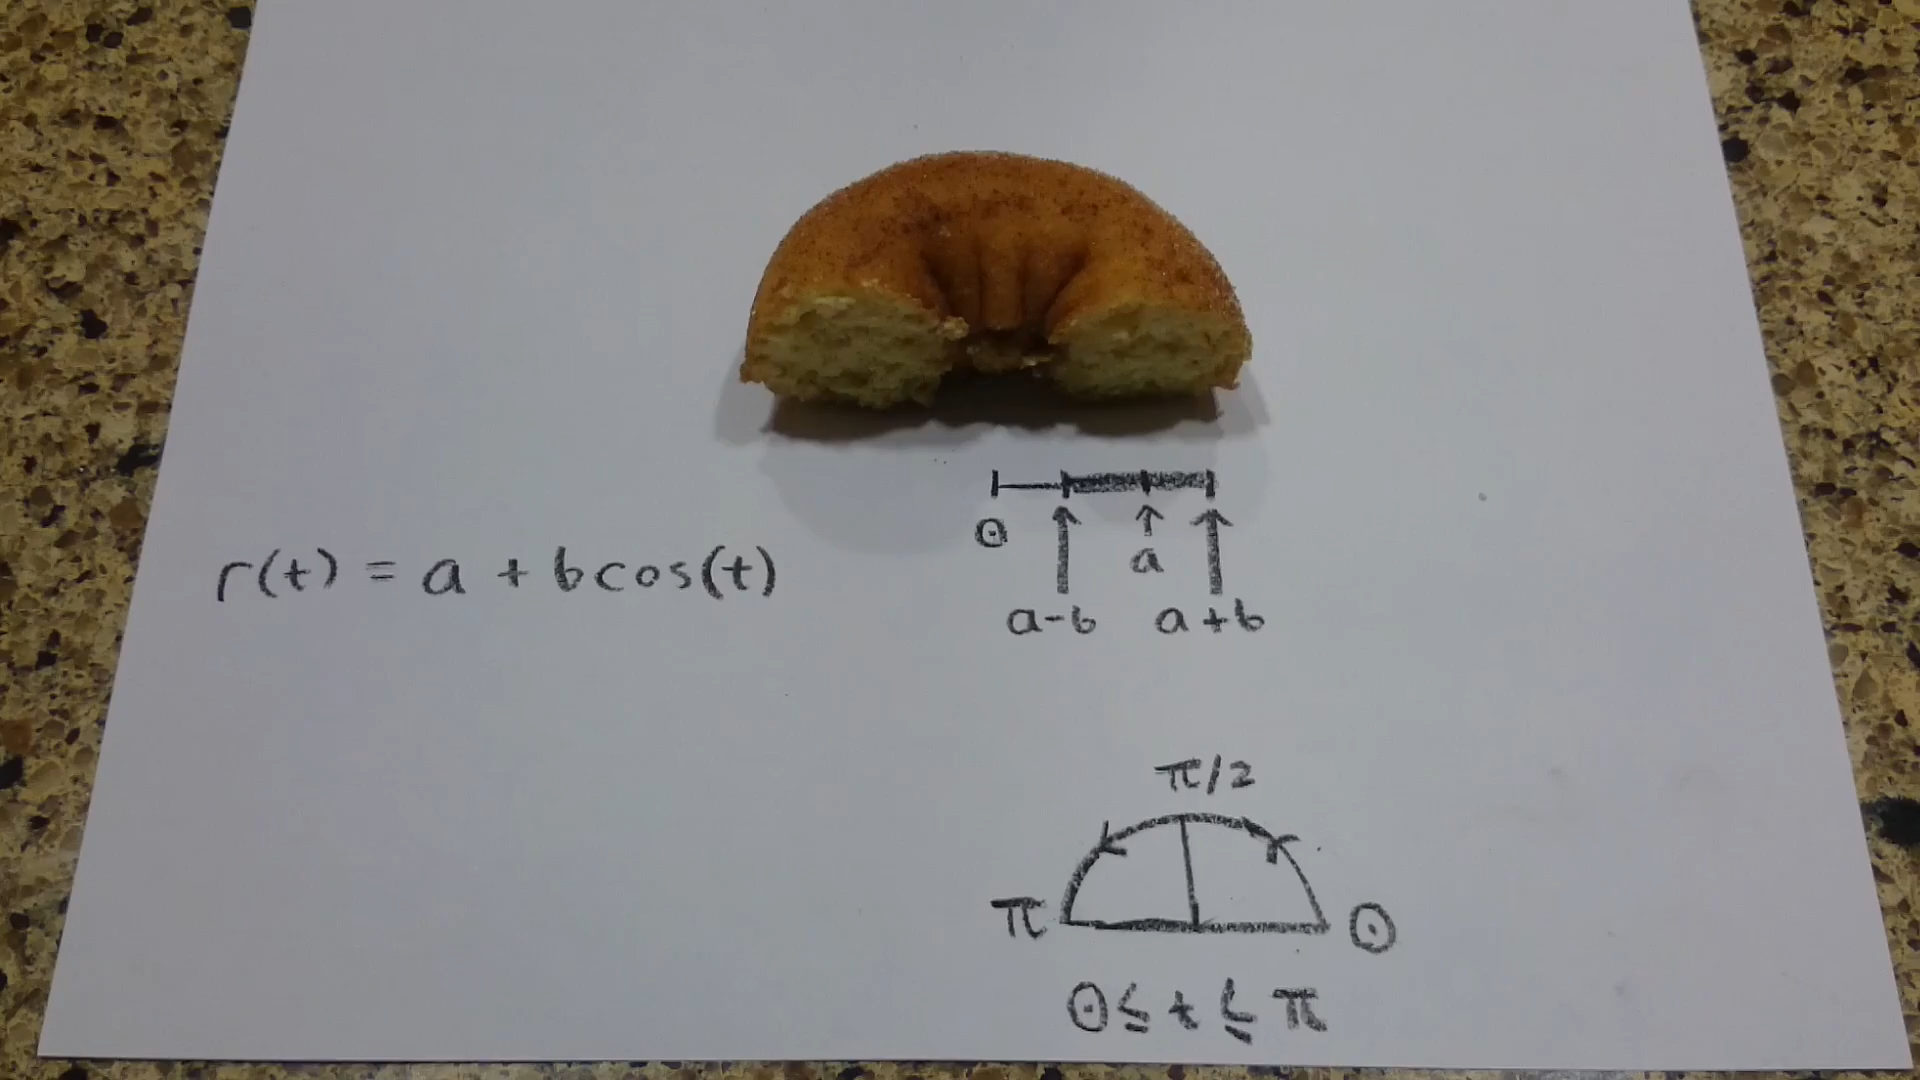 0
a
r(t) = a + b cos(t)
a-b a+b
π/2
π 0
0 ≤ t ≤ π